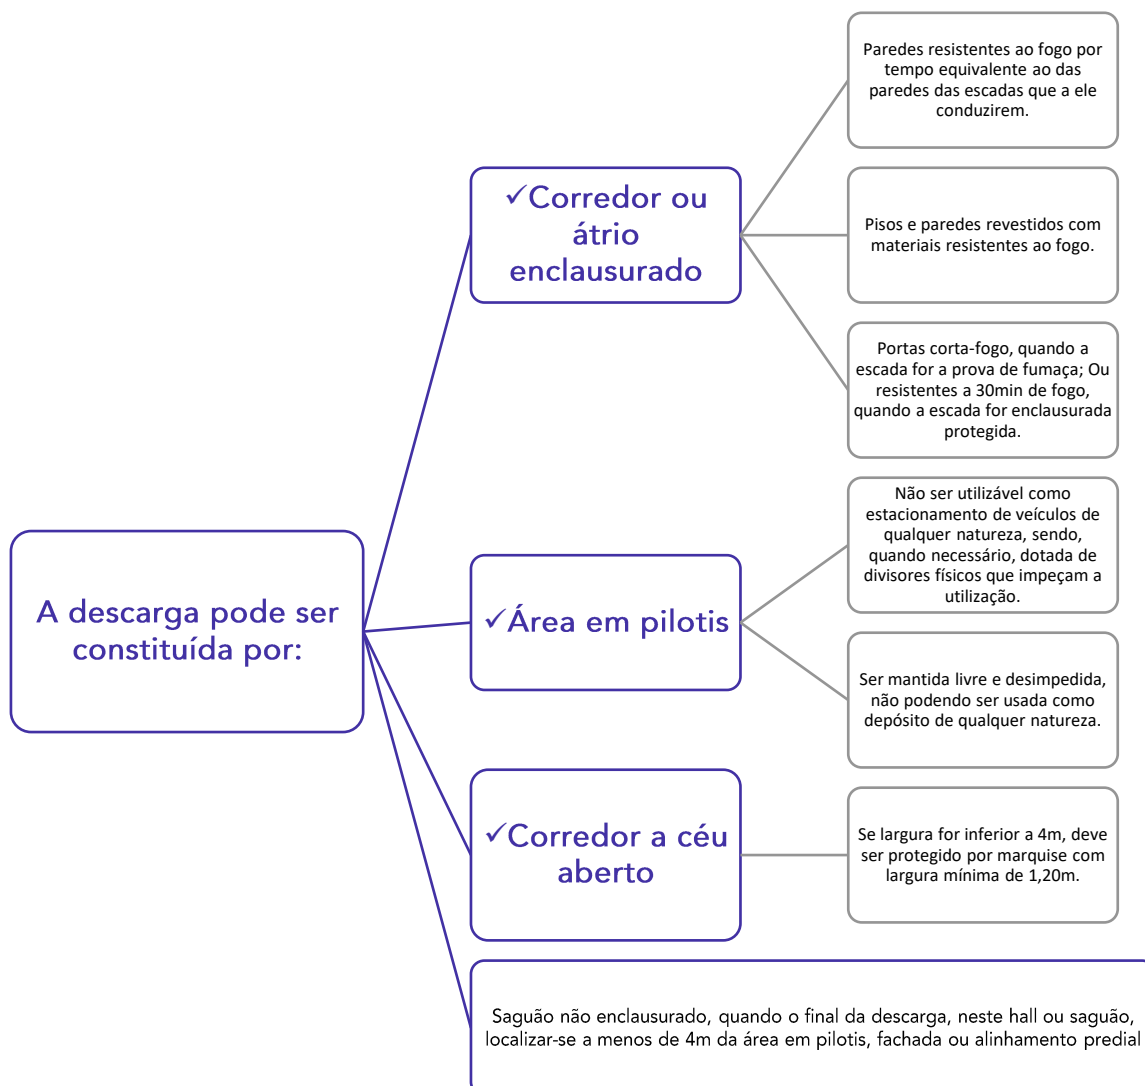 A descarga pode ser
constituída por:
✓Corredor ou
átrio
enclausurado
Paredes resistentes ao fogo por
tempo equivalente ao das
paredes das escadas que a ele
conduzirem.
Pisos e paredes revestidos com
materiais resistentes ao fogo.
Portas corta-fogo, quando a
escada for a prova de fumaça; Ou
resistentes a 30min de fogo,
quando a escada for enclausurada
protegida.
✓Área em pilotis
Não ser utilizável como
estacionamento de veículos de
qualquer natureza, sendo,
quando necessário, dotada de
divisores físicos que impeçam a
utilização.
Ser mantida livre e desimpedida,
não podendo ser usada como
depósito de qualquer natureza.
✓Corredor a céu
aberto
Se largura for inferior a 4m, deve
ser protegido por marquise com
largura mínima de 1,20m.
Saguão não enclausurado, quando o final da descarga, neste hall ou saguão,
localizar-se a menos de 4m da área em pilotis, fachada ou alinhamento predial